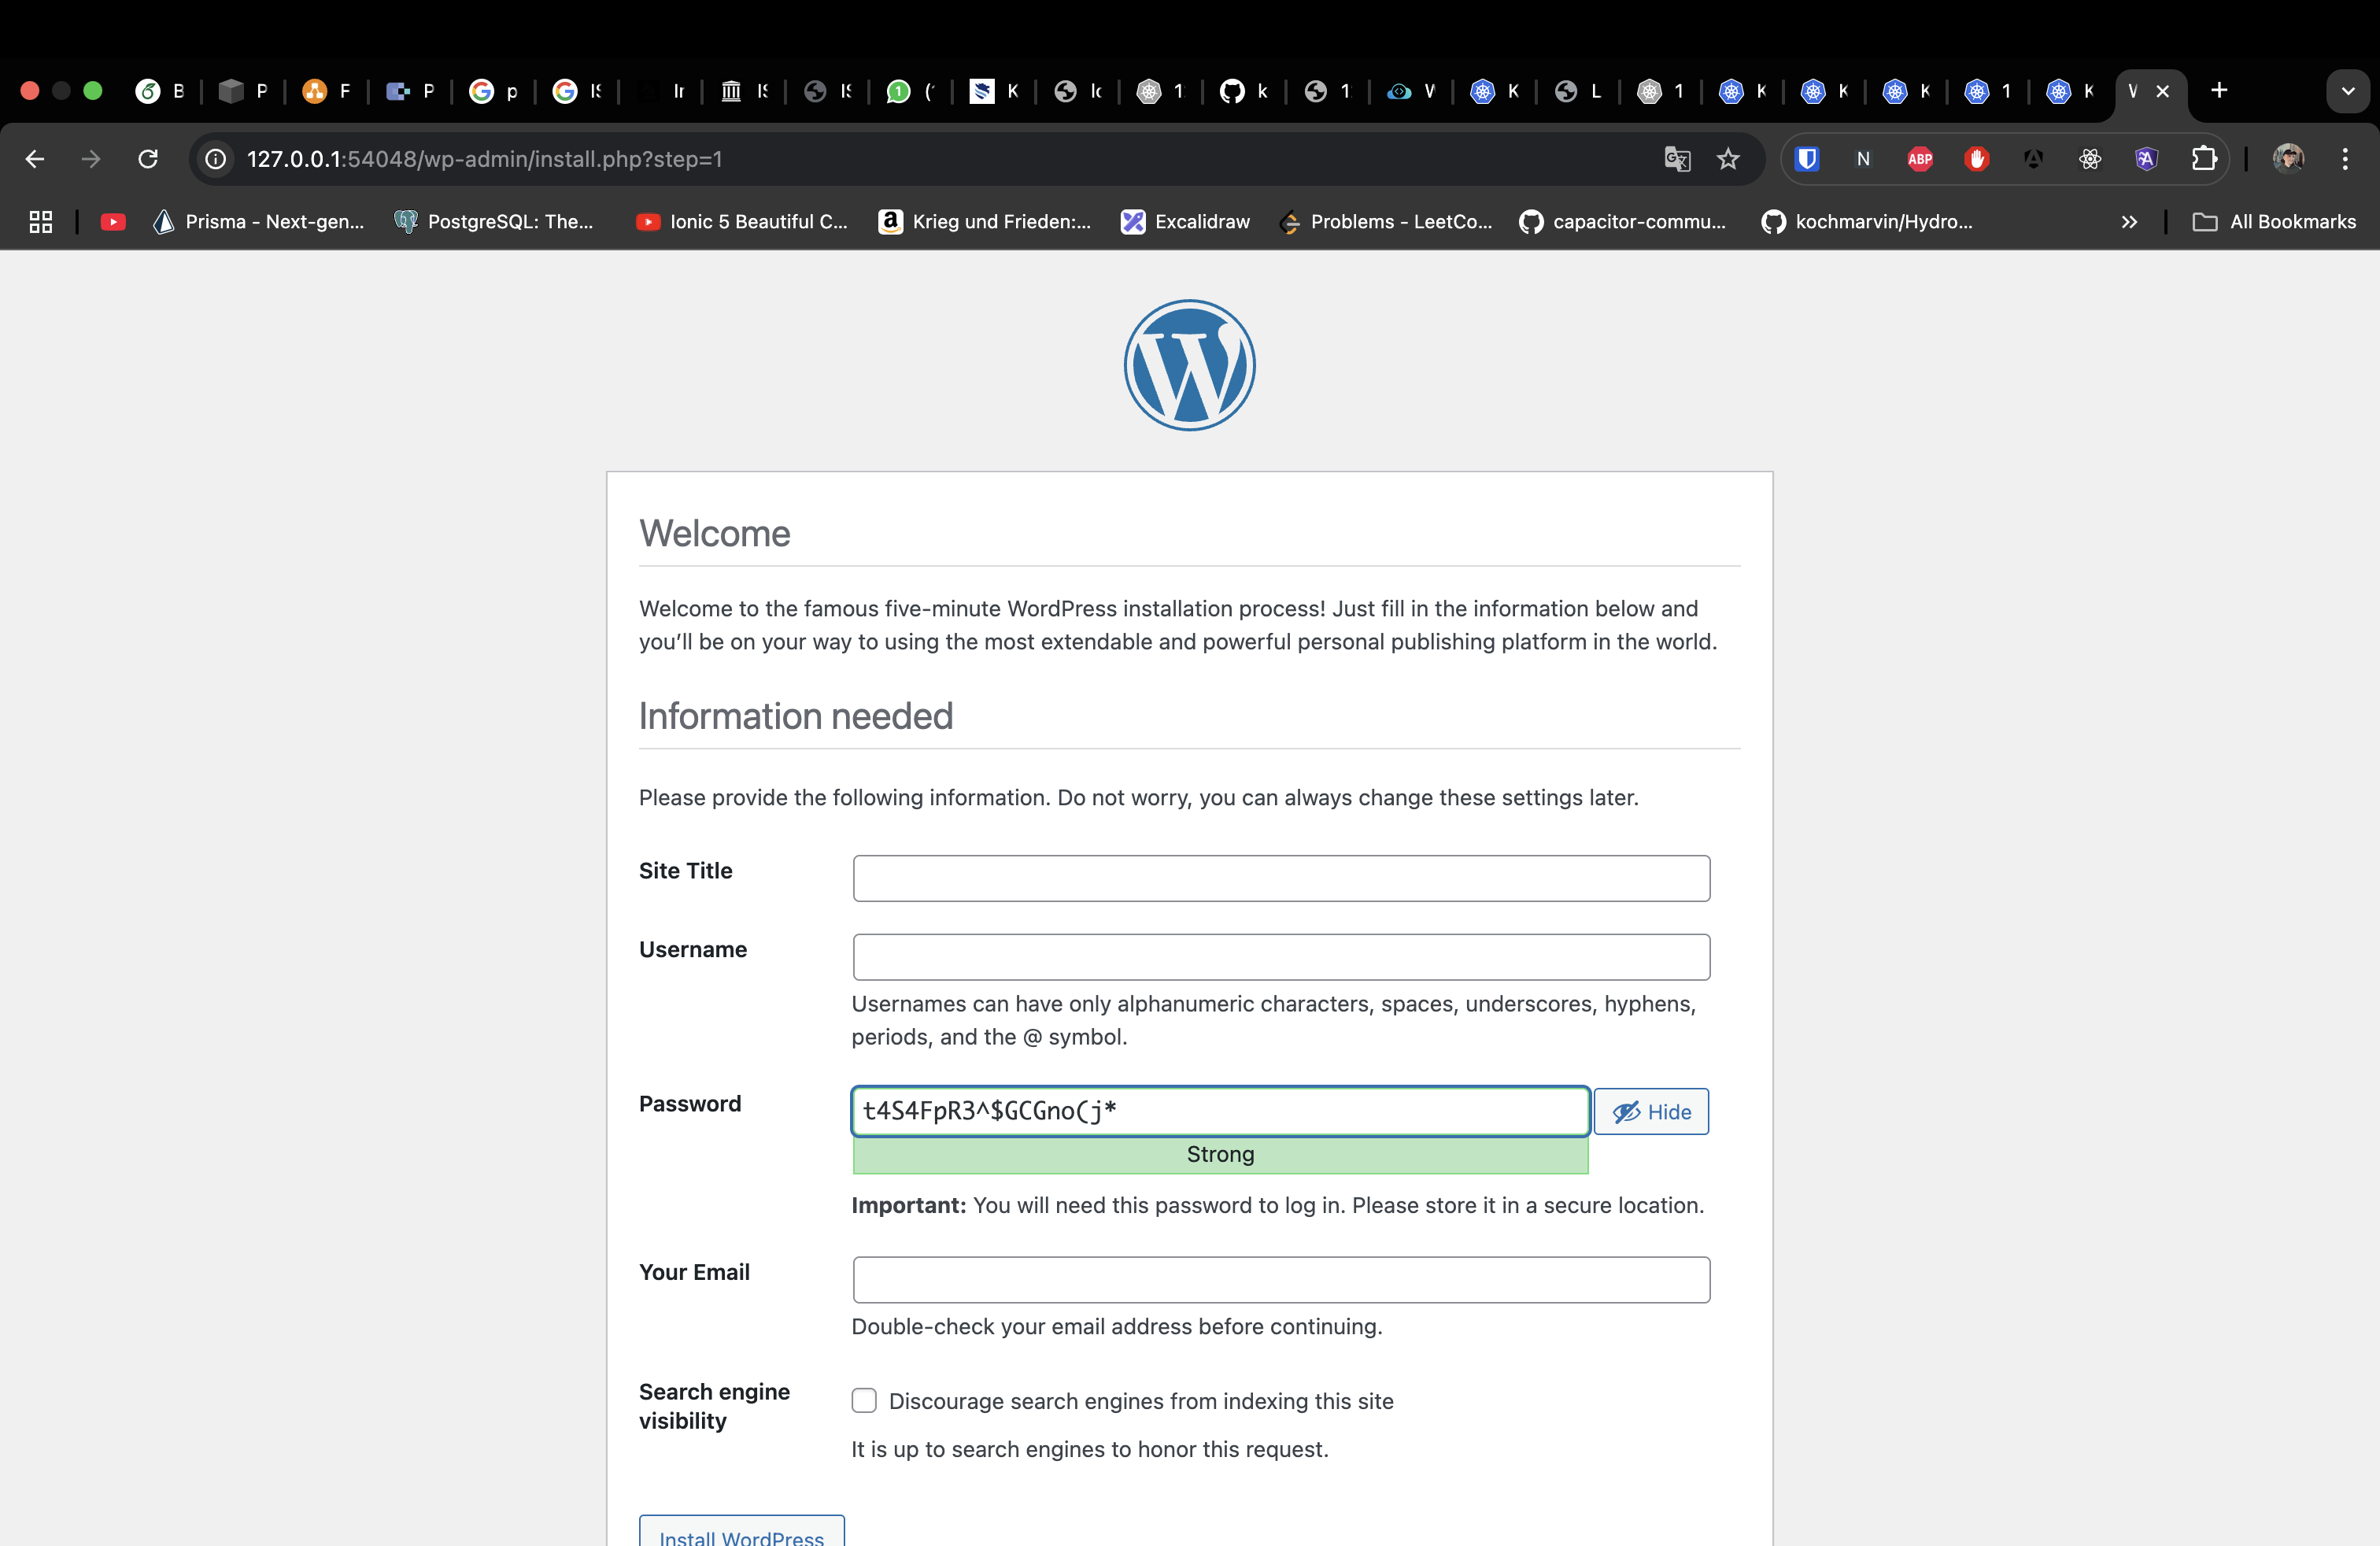 B
P
F
P
p
IS
In
IS
IS
(
K
Ic
1
k
1
V
K
L
1
K
K
K
1
K
V
127.0.0.1:54048/wp-admin/install.php?step=1
N
ABP
Prisma - Next-gen...
PostgreSQL: The...
Ionic 5 Beautiful C...
Krieg und Frieden:...
Excalidraw
Problems - LeetCo...
capacitor-commu...
kochmarvin/Hydro...
All Bookmarks
Welcome
Welcome to the famous five-minute WordPress installation process! Just fill in the information below and
you’ll be on your way to using the most extendable and powerful personal publishing platform in the world.
Information needed
Please provide the following information. Do not worry, you can always change these settings later.
Site Title
Username
Usernames can have only alphanumeric characters, spaces, underscores, hyphens,
periods, and the @ symbol.
Password
t4S4FpR3^$GCGno(j*
Hide
Strong
Important: You will need this password to log in. Please store it in a secure location.
Your Email
Double-check your email address before continuing.
Search engine
visibility
Discourage search engines from indexing this site
It is up to search engines to honor this request.
Install WordPress